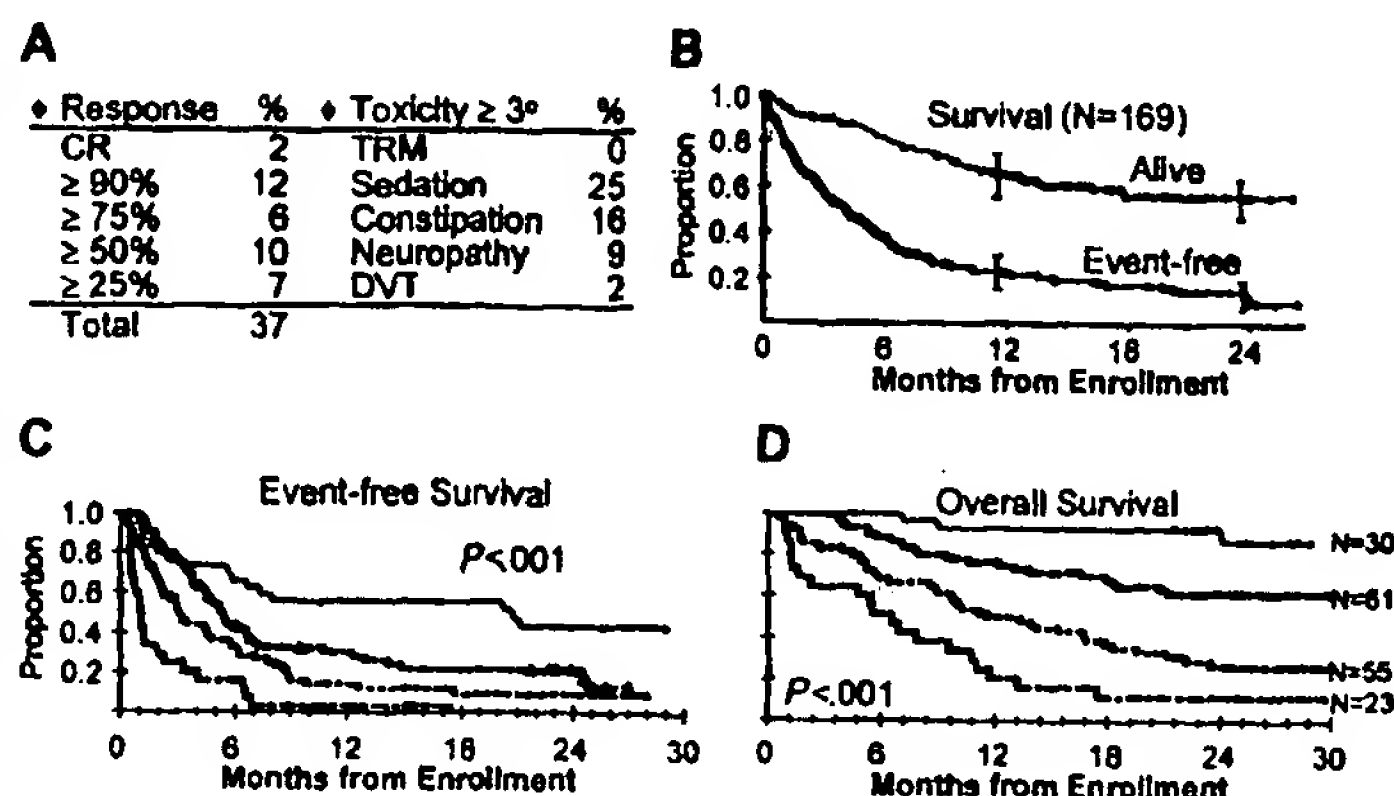 A
♦ Response % ♦ Toxicity ≥ 3º %
CR 2 TRM 0
≥ 90% 12 Sedation 25
≥ 75% 6 Constipation 16
≥ 50% 10 Neuropathy 9
≥ 25% 7 DVT 2
Total 37
B
Survival (N=169)
Alive
Event-free
Proportion
1.0
0.8
0.6
0.4
0.2
0 6 12 18 24
Months from Enrollment
C
Event-free Survival
P<001
Proportion
1.0
0.8
0.6
0.4
0.2
0 6 12 18 24 30
Months from Enrollment
D
Overall Survival
N=30
N=61
N=55
N=23
P<.001
0 6 12 18 24 30
Months from Enrollment